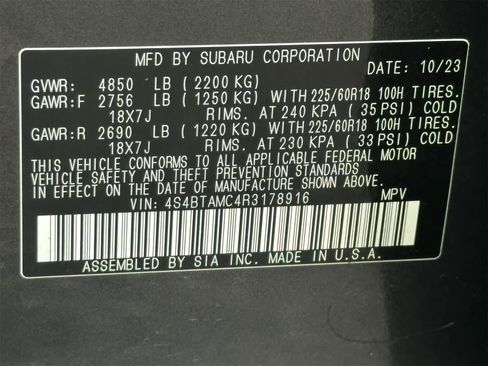 MFD BY SUBARU CORPORATION
DATE: 10/23
GVWR: 4850 LB (2200 KG)
GAWR:F 2756 LB (1250 KG) WITH 225/60R18 100H TIRES.
18X7J RIMS. AT 240 KPA (35 PSI) COLD
GAWR:R 2690 LB (1220 KG) WITH 225/60R18 100H TIRES.
18X7J RIMS. AT 230 KPA (33 PSI) COLD
THIS VEHICLE CONFORMS TO ALL APPLICABLE FEDERAL MOTOR
VEHICLE SAFETY AND THEFT PREVENTION STANDARDS
IN EFFECT ON THE DATE OF MANUFACTURE SHOWN ABOVE.
VIN: 4S4BTAMC4R3178916 MPV
ASSEMBLED BY SIA INC. MADE IN U.S.A.